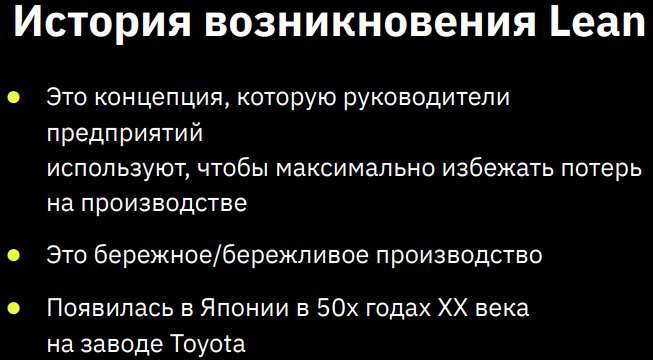 История возникновения Lean
Это концепция, которую руководители
предприятий
используют, чтобы максимально избежать потерь
на производстве
Это бережное/бережливое производство
Появилась в Японии в 50х годах XX века
на заводе Toyota